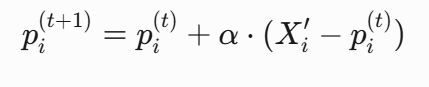 p_i^{(t+1)} = p_i^{(t)} + α · (X'_i − p_i^{(t)})